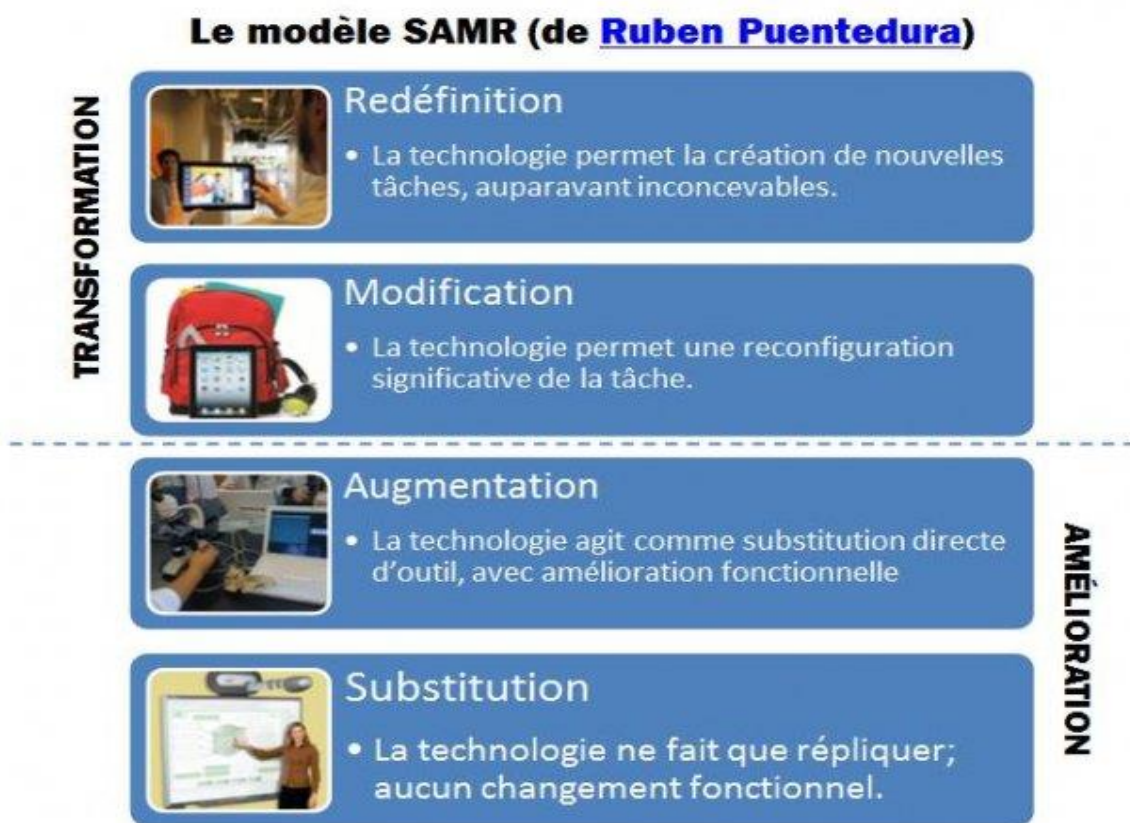 Le modèle SAMR (de Ruben Puentedura)
TRANSFORMATION
Redéfinition
• La technologie permet la création de nouvelles
tâches, auparavant inconcevables.
Modification
• La technologie permet une reconfiguration
significative de la tâche.
AMÉLIORATION
Augmentation
• La technologie agit comme substitution directe
d'outil, avec amélioration fonctionnelle
Substitution
• La technologie ne fait que répliquer;
aucun changement fonctionnel.